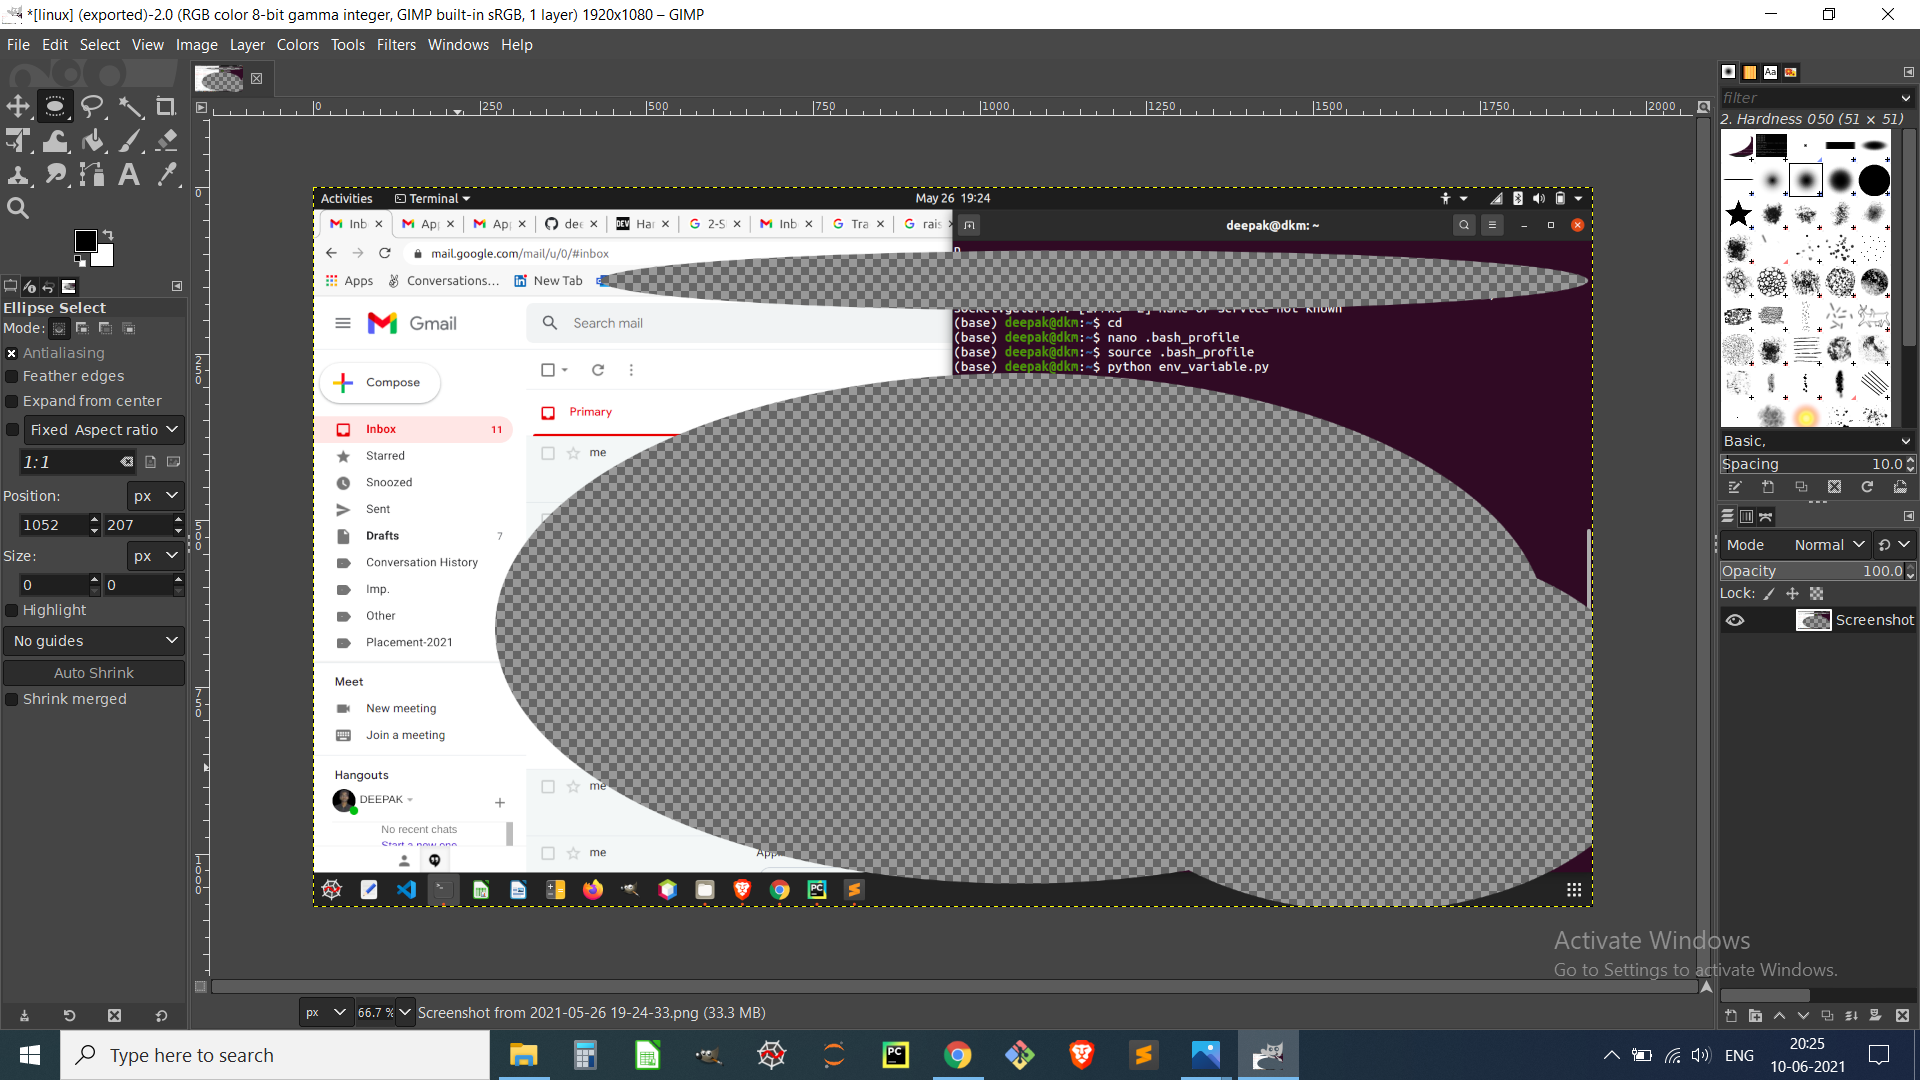 *[linux] (exported)-2.0 (RGB color 8-bit gamma integer, GIMP built-in sRGB, 1 layer) 1920x1080 – GIMP
File Edit Select View Image Layer Colors Tools Filters Windows Help
0 250 500 750 1000 1250 1500 1750 2000
filter
2. Hardness 050 (51 × 51)
Activities Terminal May 26 19:24
Inb App App dee Har 2-S Inb Tra rais
deepak@dkm: ~
mail.google.com/mail/u/0/#inbox
Apps Conversations... New Tab
Gmail
Search mail
(base) deepak@dkm:~$ cd
(base) deepak@dkm:~$ nano .bash_profile
(base) deepak@dkm:~$ source .bash_profile
(base) deepak@dkm:~$ python env_variable.py
Compose
Primary
Inbox 11
me
Starred
Snoozed
Sent
Drafts 7
Conversation History
Imp.
Other
Placement-2021
Meet
New meeting
Join a meeting
Hangouts
me
DEEPAK
No recent chats
Start a new one
me
Ellipse Select
Mode:
Antialiasing
Feather edges
Expand from center
Fixed Aspect ratio
1:1
Position: px
1052 207
Size: px
0 0
Highlight
No guides
Auto Shrink
Shrink merged
Basic,
Spacing 10.0
Mode Normal
Opacity 100.0
Lock:
Screenshot
Activate Windows
Go to Settings to activate Windows.
px 66.7 % Screenshot from 2021-05-26 19-24-33.png (33.3 MB)
Type here to search
ENG
20:25
10-06-2021